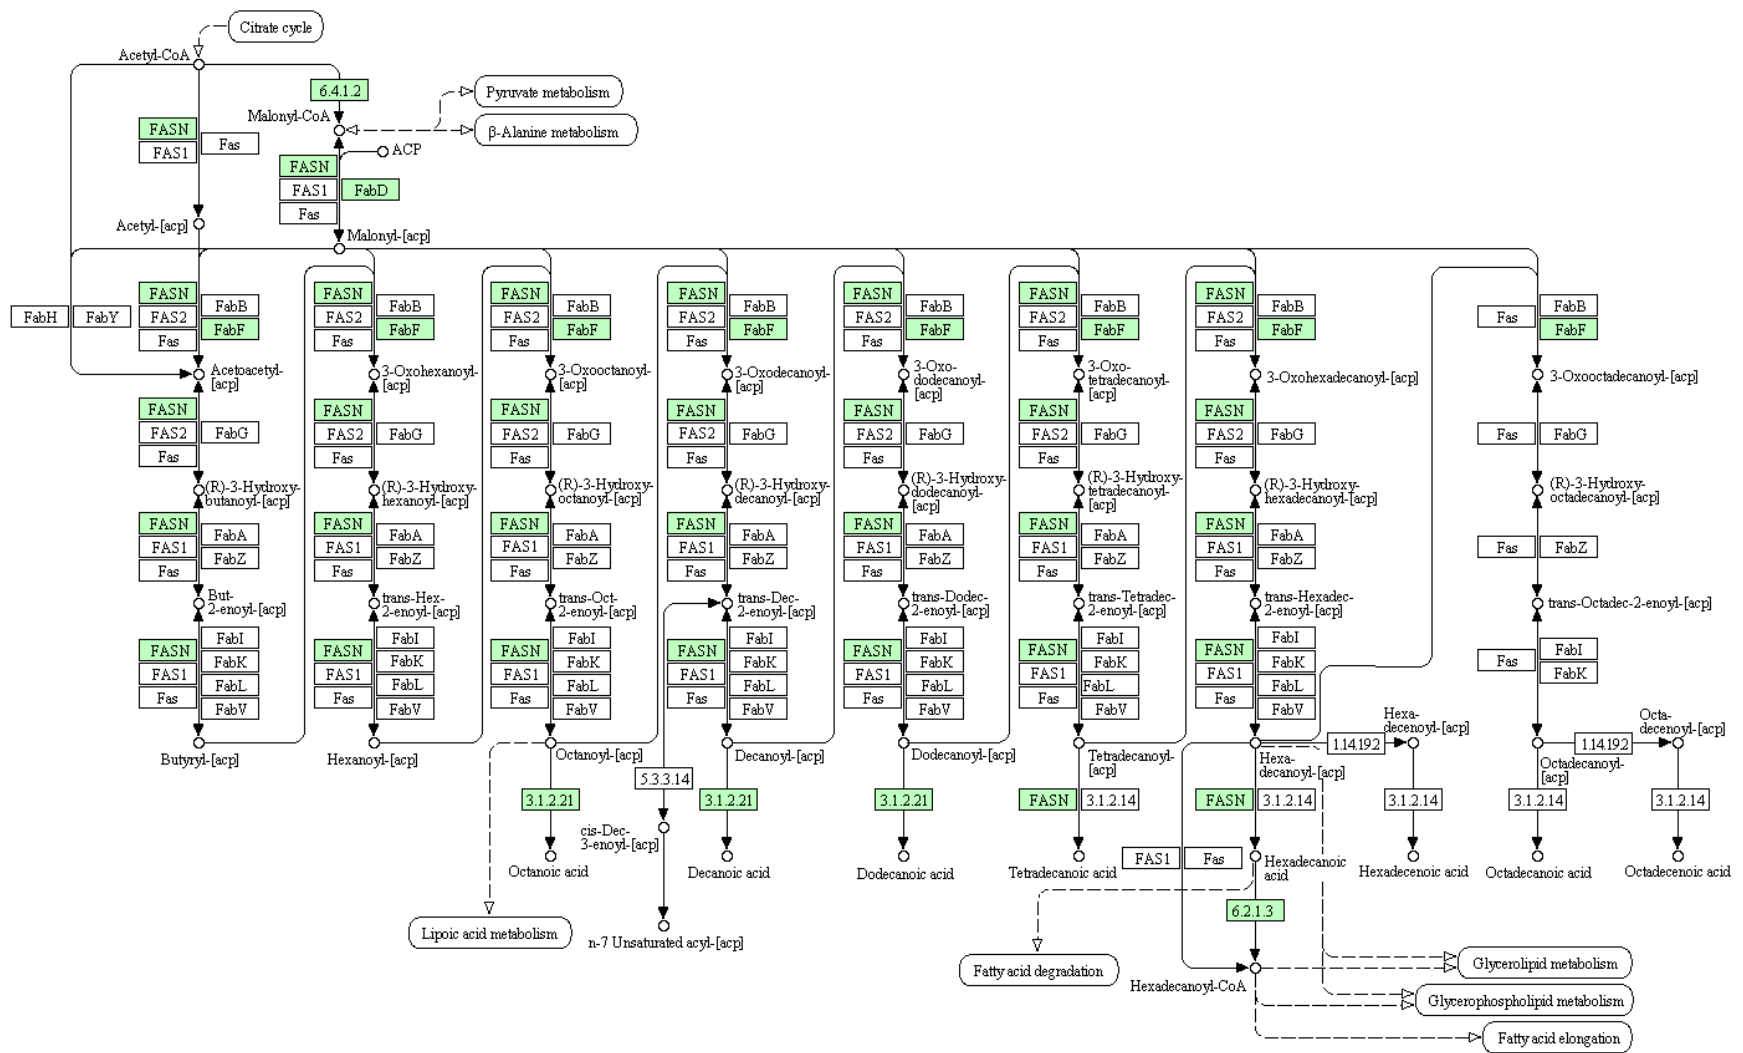 Citrate cycle
Acetyl-CoA
6.4.1.2
Pyruvate metabolism
Malonyl-CoA
β-Alanine metabolism
FASN
FAS1
Fas
ACP
FASN
FAS1
Fas
FabD
Acetyl-[acp]
Malonyl-[acp]
FabH
FabY
FASN
FAS2
Fas
FabB
FabF
FASN
FAS2
Fas
FabB
FabF
FASN
FAS2
Fas
FabB
FabF
FASN
FAS2
Fas
FabB
FabF
FASN
FAS2
Fas
FabB
FabF
FASN
FAS2
Fas
FabB
FabF
FASN
FAS2
Fas
FabB
FabF
Fas
FabB
FabF
Acetoacetyl-
[acp]
3-Oxohexanoyl-
[acp]
3-Oxooctanoyl-
[acp]
3-Oxodecanoyl-
[acp]
3-Oxo-
dodecanoyl-
[acp]
3-Oxo-
tetradecanoyl-
[acp]
3-Oxohexadecanoyl-[acp]
3-Oxooctadecanoyl-[acp]
FASN
FAS2
Fas
FabG
FASN
FAS2
Fas
FabG
FASN
FAS2
Fas
FabG
FASN
FAS2
Fas
FabG
FASN
FAS2
Fas
FabG
FASN
FAS2
Fas
FabG
FASN
FAS2
Fas
FabG
Fas
FabG
(R)-3-Hydroxy-
butanoyl-[acp]
(R)-3-Hydroxy-
hexanoyl-[acp]
(R)-3-Hydroxy-
octanoyl-[acp]
(R)-3-Hydroxy-
decanoyl-[acp]
(R)-3-Hydroxy-
dodecanoyl-
[acp]
(R)-3-Hydroxy-
tetradecanoyl-
[acp]
(R)-3-Hydroxy-
hexadecanoyl-[acp]
(R)-3-Hydroxy-
octadecanoyl-[acp]
FASN
FAS1
Fas
FabA
FabZ
FASN
FAS1
Fas
FabA
FabZ
FASN
FAS1
Fas
FabA
FabZ
FASN
FAS1
Fas
FabA
FabZ
FASN
FAS1
Fas
FabA
FabZ
FASN
FAS1
Fas
FabA
FabZ
FASN
FAS1
Fas
FabA
FabZ
Fas
FabZ
But-
2-enoyl-[acp]
trans-Hex-
2-enoyl-[acp]
trans-Oct-
2-enoyl-[acp]
trans-Dec-
2-enoyl-[acp]
trans-Dodec-
2-enoyl-[acp]
trans-Tetradec-
2-enoyl-[acp]
trans-Hexadec-
2-enoyl-[acp]
trans-Octadec-2-enoyl-[acp]
FASN
FAS1
Fas
FabI
FabK
FabL
FabV
FASN
FAS1
Fas
FabI
FabK
FabL
FabV
FASN
FAS1
Fas
FabI
FabK
FabL
FabV
FASN
FAS1
Fas
FabI
FabK
FabL
FabV
FASN
FAS1
Fas
FabI
FabK
FabL
FabV
FASN
FAS1
Fas
FabI
FabK
FabL
FabV
FASN
FAS1
Fas
FabI
FabK
FabL
FabV
Fas
FabI
FabK
Butyryl-[acp]
Hexanoyl-[acp]
Octanoyl-[acp]
Decanoyl-[acp]
Dodecanoyl-[acp]
Tetradecanoyl-
[acp]
Hexa-
decanoyl-[acp]
1.14.19.2
Hexa-
decenoyl-[acp]
Octadecanoyl-
[acp]
1.14.19.2
Octa-
decenoyl-[acp]
5.3.3.14
3.1.2.21
3.1.2.21
3.1.2.21
FASN
3.1.2.14
FASN
3.1.2.14
3.1.2.14
3.1.2.14
3.1.2.14
cis-Dec-
3-enoyl-[acp]
Octanoic acid
Decanoic acid
Dodecanoic acid
Tetradecanoic acid
FAS1
Fas
Hexadecanoic
acid
Hexadecenoic acid
Octadecanoic acid
Octadecenoic acid
6.2.1.3
Lipoic acid metabolism
n-7 Unsaturated acyl-[acp]
Fatty acid degradation
Hexadecanoyl-CoA
Glycerolipid metabolism
Glycerophospholipid metabolism
Fatty acid elongation